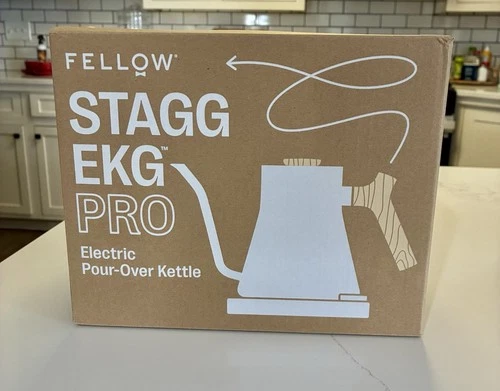 FELLOW®
STAGG
EKG™
PRO
Electric
Pour-Over Kettle